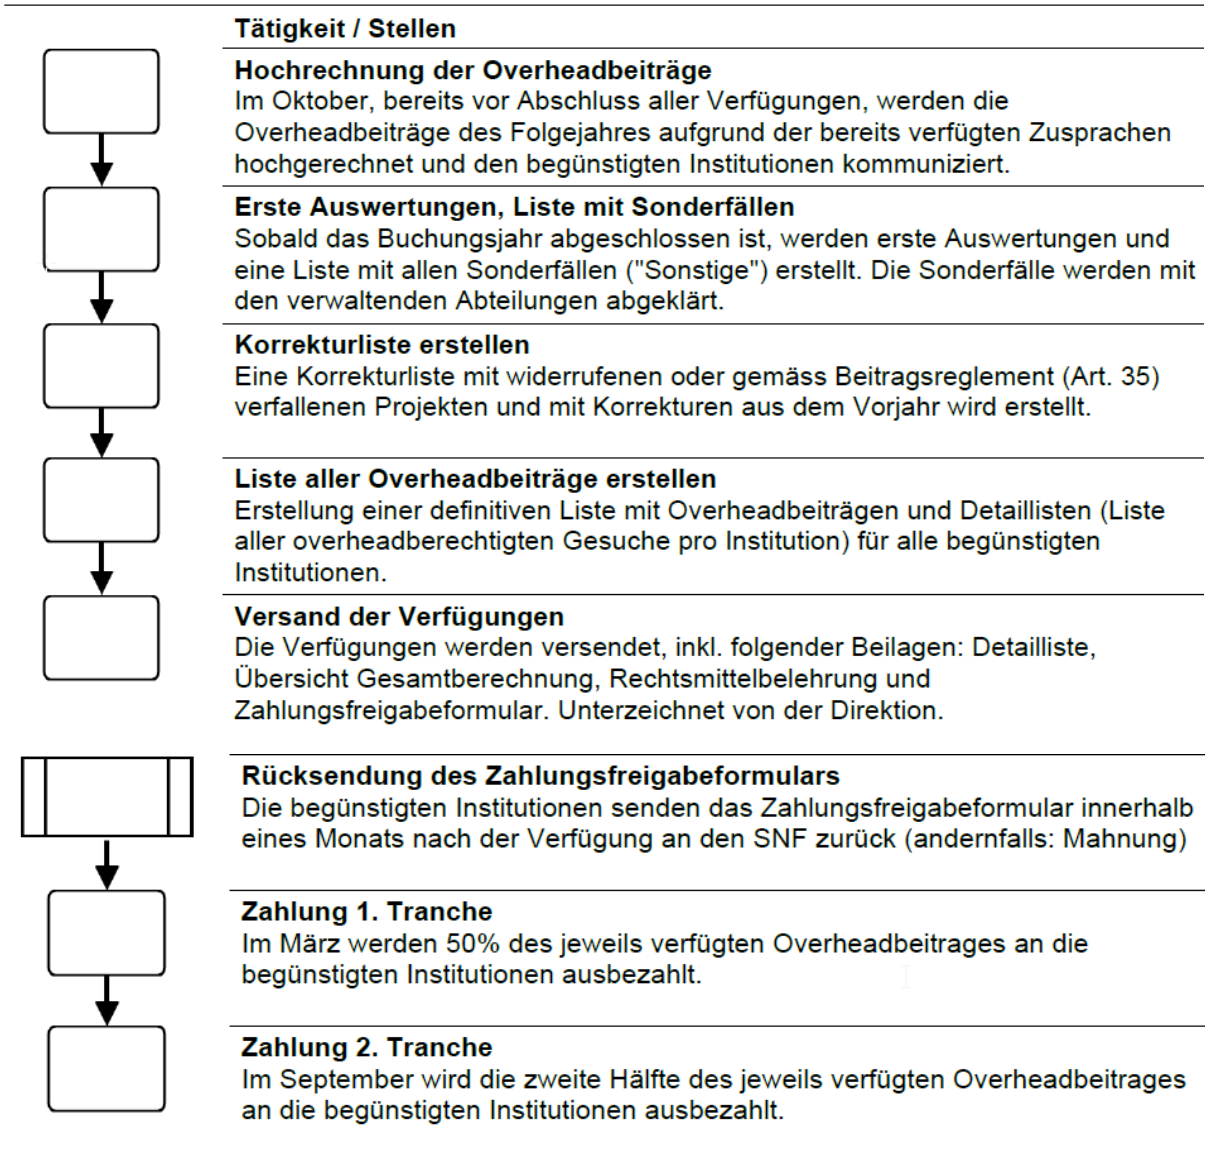 Tätigkeit / Stellen
Hochrechnung der Overheadbeiträge
Im Oktober, bereits vor Abschluss aller Verfügungen, werden die
Overheadbeiträge des Folgejahres aufgrund der bereits verfügten Zusprachen
hochgerechnet und den begünstigten Institutionen kommuniziert.
Erste Auswertungen, Liste mit Sonderfällen
Sobald das Buchungsjahr abgeschlossen ist, werden erste Auswertungen und
eine Liste mit allen Sonderfällen ("Sonstige") erstellt. Die Sonderfälle werden mit
den verwaltenden Abteilungen abgeklärt.
Korrekturliste erstellen
Eine Korrekturliste mit widerrufenen oder gemäss Beitragsreglement (Art. 35)
verfallenen Projekten und mit Korrekturen aus dem Vorjahr wird erstellt.
Liste aller Overheadbeiträge erstellen
Erstellung einer definitiven Liste mit Overheadbeiträgen und Detaillisten (Liste
aller overheadberechtigten Gesuche pro Institution) für alle begünstigten
Institutionen.
Versand der Verfügungen
Die Verfügungen werden versendet, inkl. folgender Beilagen: Detailliste,
Übersicht Gesamtberechnung, Rechtsmittelbelehrung und
Zahlungsfreigabeformular. Unterzeichnet von der Direktion.
Rücksendung des Zahlungsfreigabeformulars
Die begünstigten Institutionen senden das Zahlungsfreigabeformular innerhalb
eines Monats nach der Verfügung an den SNF zurück (andernfalls: Mahnung)
Zahlung 1. Tranche
Im März werden 50% des jeweils verfügten Overheadbeitrages an die
begünstigten Institutionen ausbezahlt.
Zahlung 2. Tranche
Im September wird die zweite Hälfte des jeweils verfügten Overheadbeitrages
an die begünstigten Institutionen ausbezahlt.